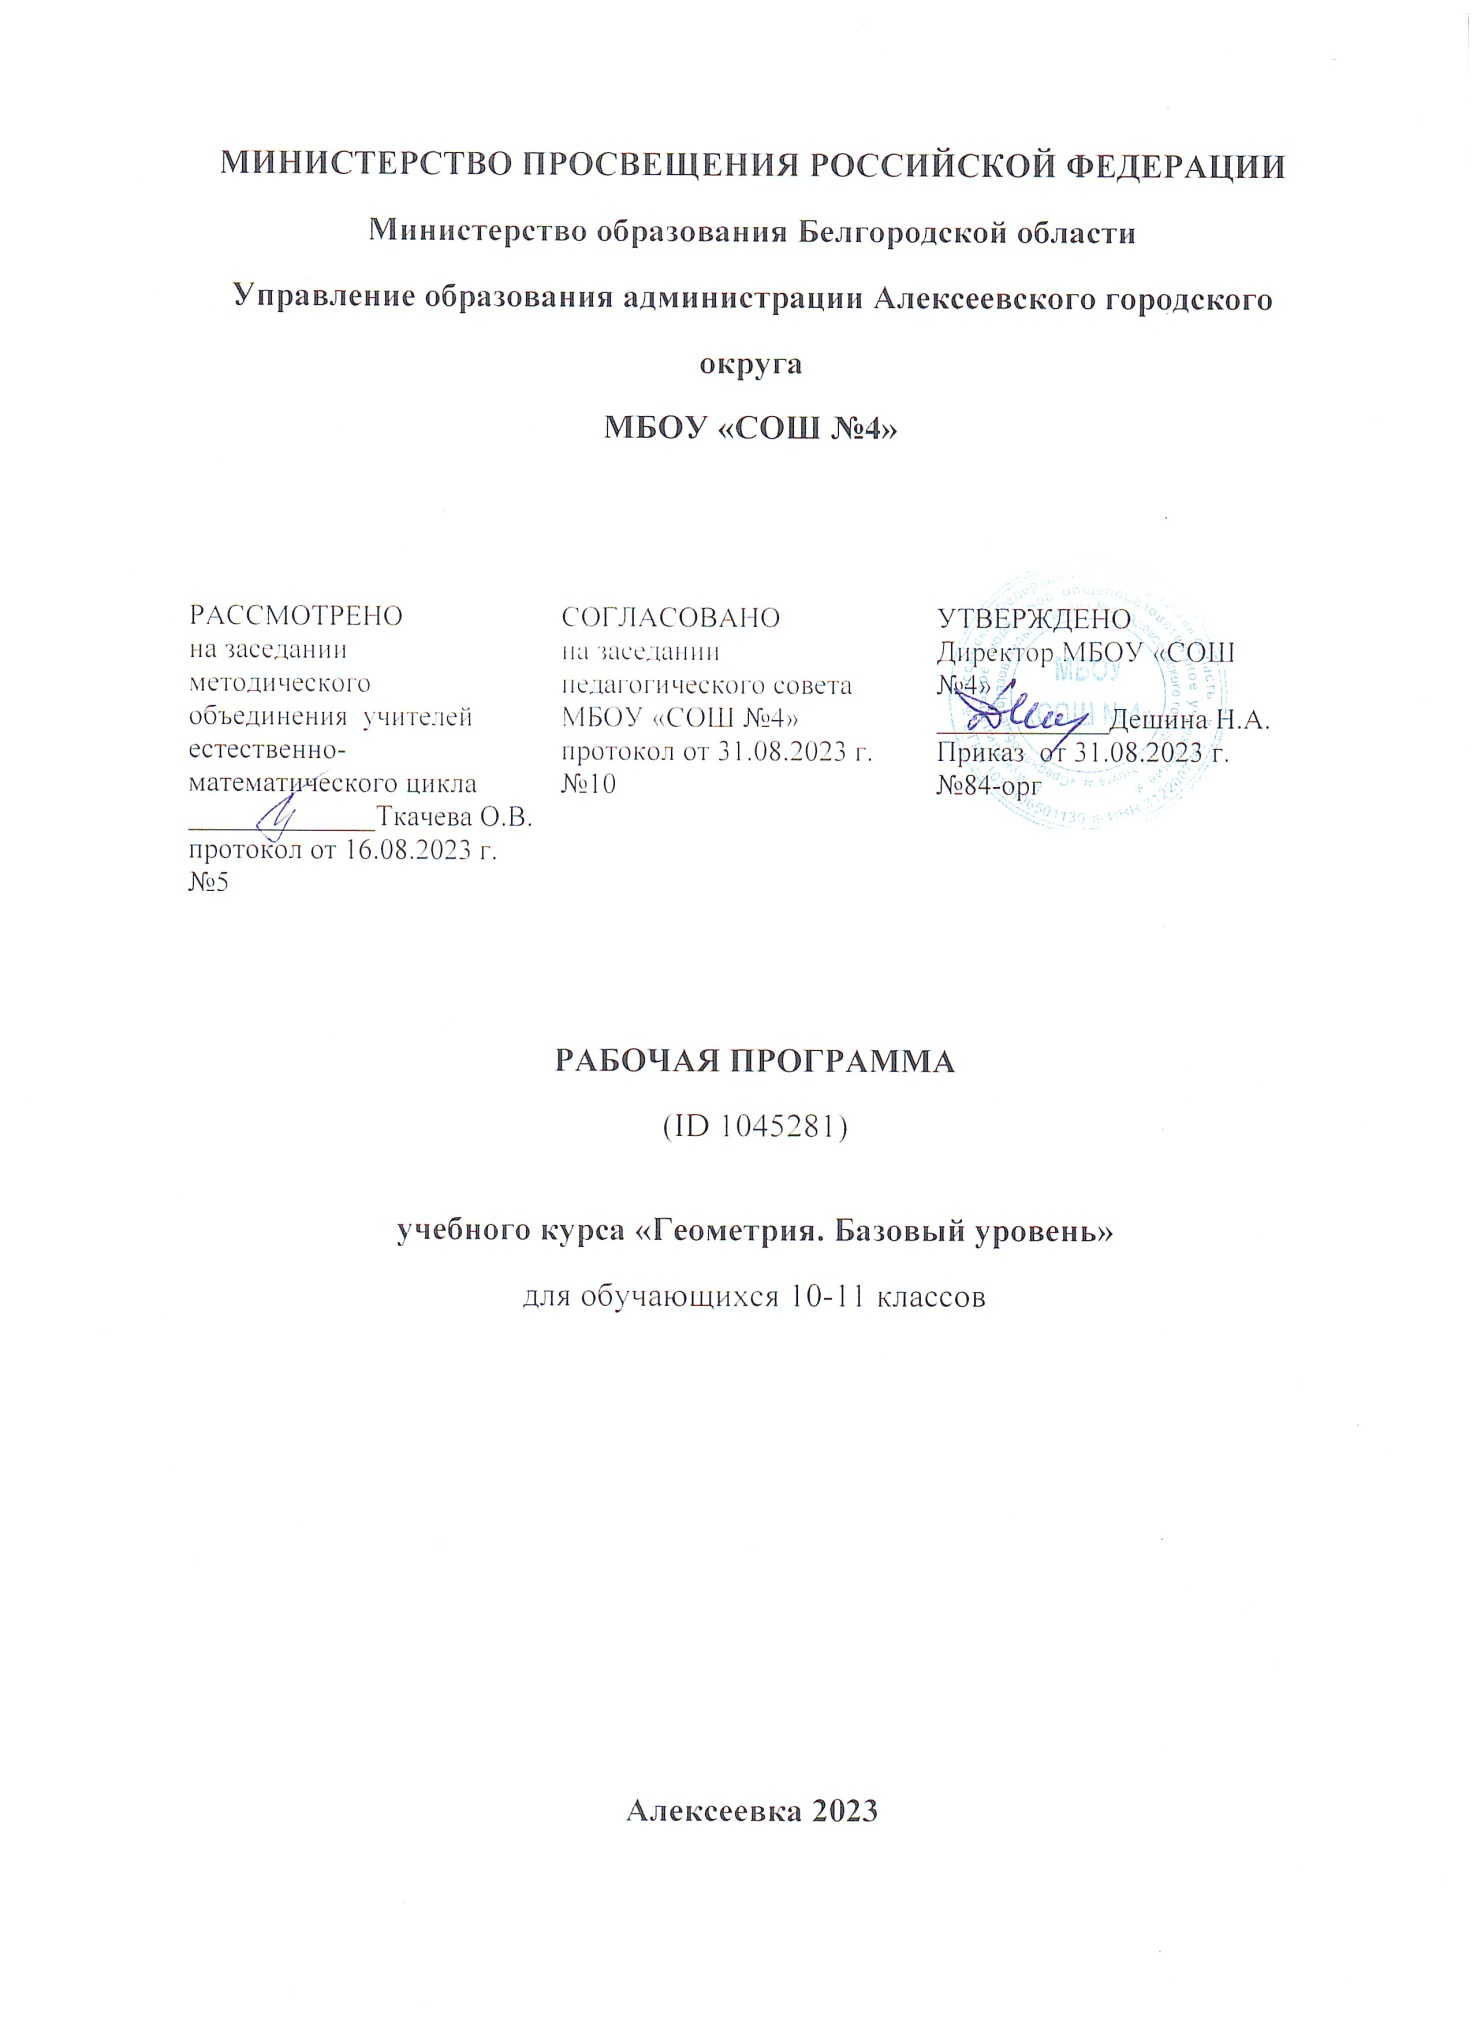 МИНИСТЕРСТВО ПРОСВЕЩЕНИЯ РОССИЙСКОЙ ФЕДЕРАЦИИ
Министерство образования Белгородской области
Управление образования администрации Алексеевского городского
округа
МБОУ «СОШ №4»
РАССМОТРЕНО
на заседании
методического
объединения учителей
естественно-
математического цикла
Ткачева О.В.
протокол от 16.08.2023 г.
№5
СОГЛАСОВАНО
на заседании
педагогического совета
МБОУ «СОШ №4»
протокол от 31.08.2023 г.
№10
УТВЕРЖДЕНО
Директор МБОУ «СОШ
№4»
Дешина Н.А.
Приказ от 31.08.2023 г.
№84-орг
МБОУ
СОШ №4
РАБОЧАЯ ПРОГРАММА
(ID 1045281)
учебного курса «Геометрия. Базовый уровень»
для обучающихся 10-11 классов
Алексеевка 2023